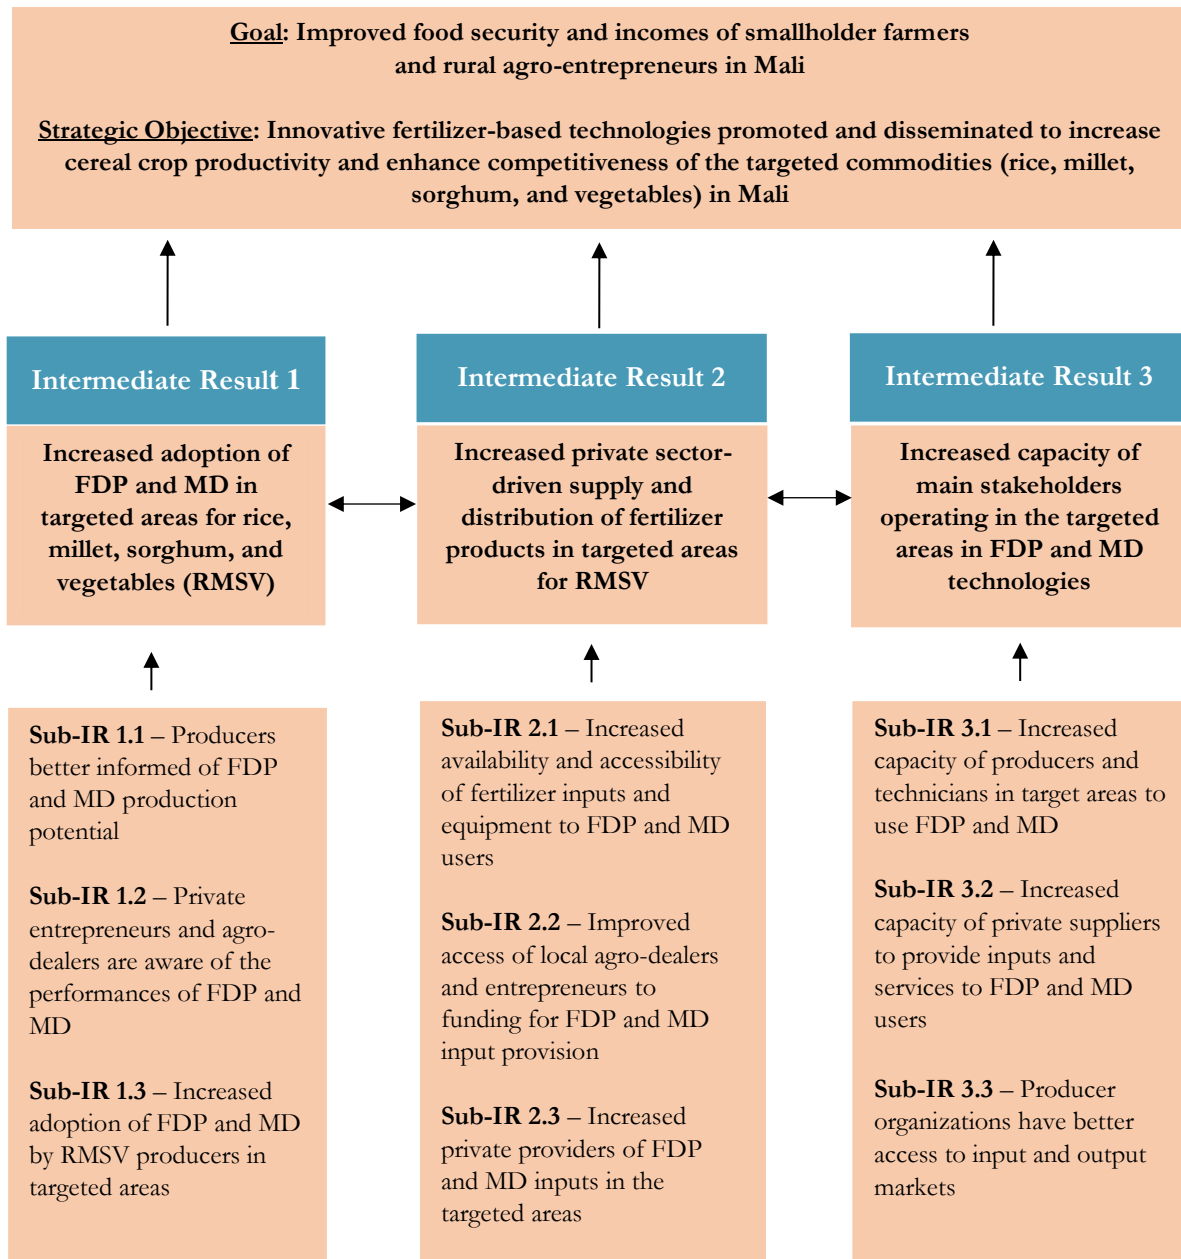 Goal: Improved food security and incomes of smallholder farmers
and rural agro-entrepreneurs in Mali
Strategic Objective: Innovative fertilizer-based technologies promoted and disseminated to increase
cereal crop productivity and enhance competitiveness of the targeted commodities (rice, millet,
sorghum, and vegetables) in Mali
Intermediate Result 1
Increased adoption of
FDP and MD in
targeted areas for rice,
millet, sorghum, and
vegetables (RMSV)
Intermediate Result 2
Increased private sector-
driven supply and
distribution of fertilizer
products in targeted areas
for RMSV
Intermediate Result 3
Increased capacity of
main stakeholders
operating in the targeted
areas in FDP and MD
technologies
Sub-IR 1.1 – Producers
better informed of FDP
and MD production
potential
Sub-IR 1.2 – Private
entrepreneurs and agro-
dealers are aware of the
performances of FDP and
MD
Sub-IR 1.3 – Increased
adoption of FDP and MD
by RMSV producers in
targeted areas
Sub-IR 2.1 – Increased
availability and accessibility
of fertilizer inputs and
equipment to FDP and MD
users
Sub-IR 2.2 – Improved
access of local agro-dealers
and entrepreneurs to
funding for FDP and MD
input provision
Sub-IR 2.3 – Increased
private providers of FDP
and MD inputs in the
targeted areas
Sub-IR 3.1 – Increased
capacity of producers and
technicians in target areas to
use FDP and MD
Sub-IR 3.2 – Increased
capacity of private suppliers
to provide inputs and
services to FDP and MD
users
Sub-IR 3.3 – Producer
organizations have better
access to input and output
markets